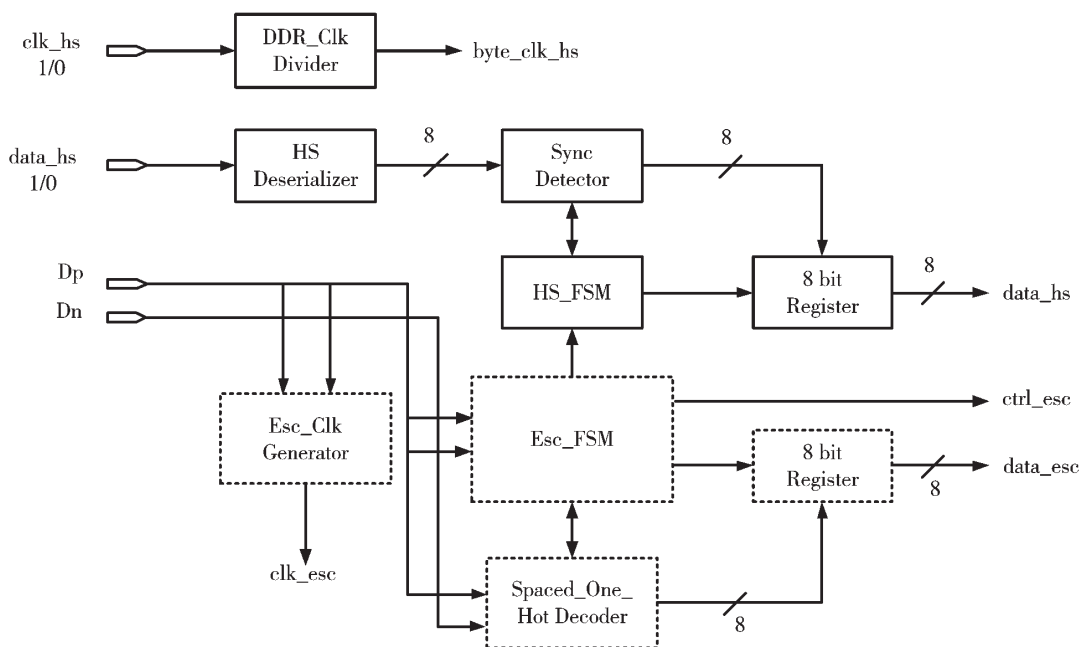 clk_hs
1/0
DDR_Clk
Divider
byte_clk_hs
data_hs
1/0
HS
Deserializer
8
Sync
Detector
8
Dp
Dn
HS_FSM
8 bit
Register
8
data_hs
Esc_Clk
Generator
Esc_FSM
ctrl_esc
8 bit
Register
8
data_esc
clk_esc
Spaced_One_
Hot Decoder
8